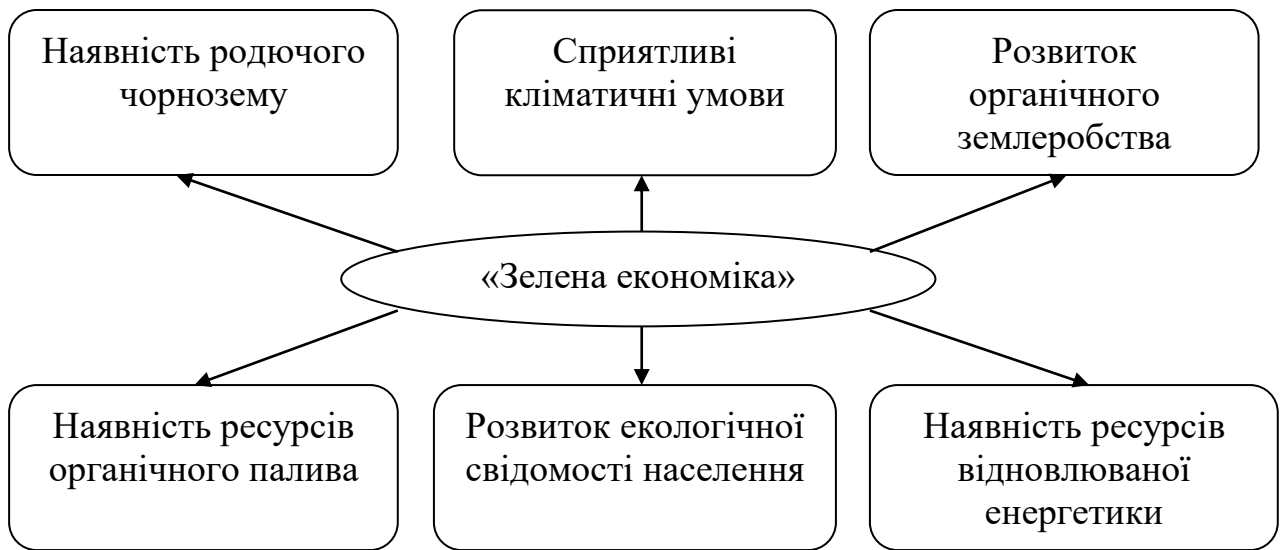 Наявність родючого
чорнозему
Сприятливі
кліматичні умови
Розвиток
органічного
землеробства
«Зелена економіка»
Наявність ресурсів
органічного палива
Розвиток екологічної
свідомості населення
Наявність ресурсів
відновлюваної
енергетики